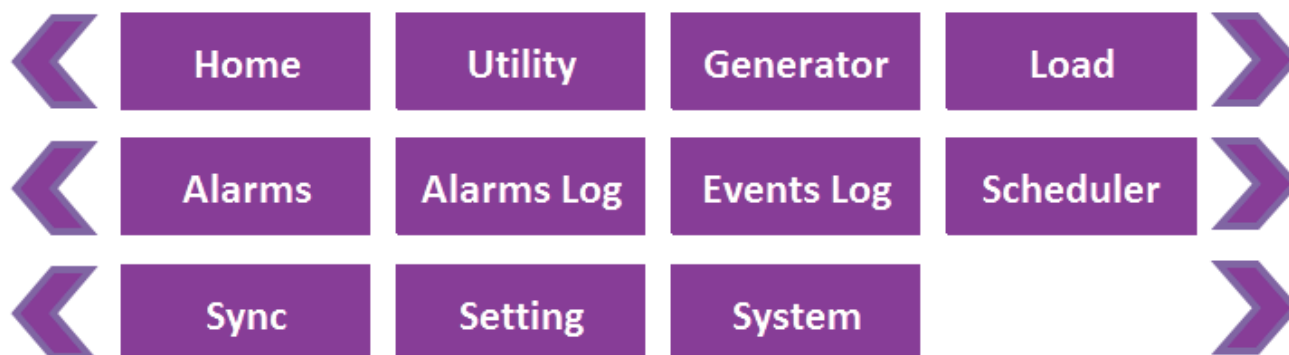 Home Utility Generator Load
Alarms Alarms Log Events Log Scheduler
Sync Setting System